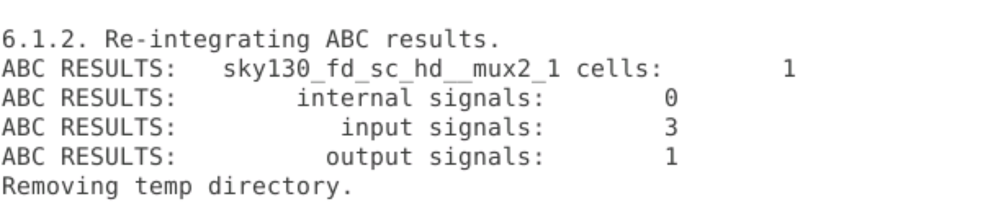 6.1.2. Re-integrating ABC results.
ABC RESULTS:   sky130_fd_sc_hd__mux2_1 cells:        1
ABC RESULTS:        internal signals:        0
ABC RESULTS:           input signals:        3
ABC RESULTS:          output signals:        1
Removing temp directory.